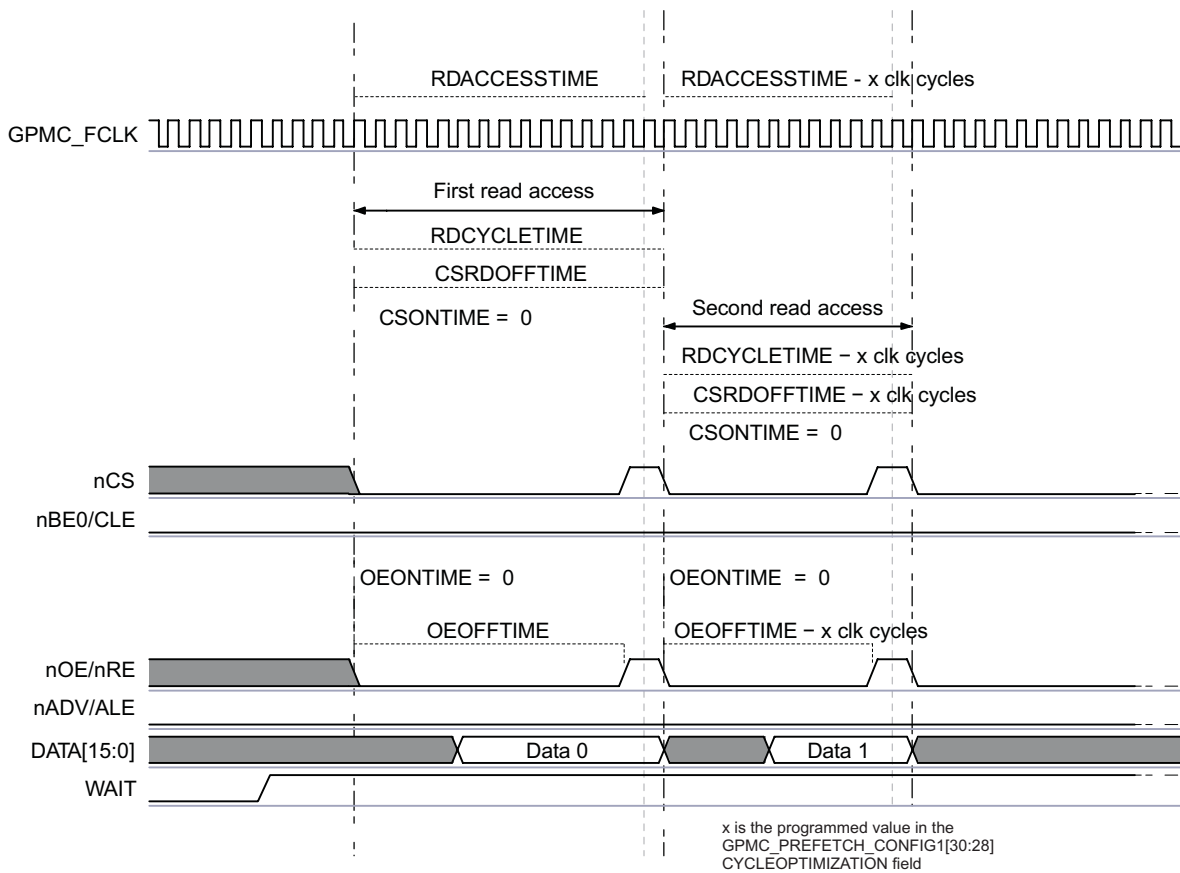 RDACCESSTIME
RDACCESSTIME - x clk cycles
GPMC_FCLK
First read access
RDCYCLETIME
CSRDOFFTIME
CSONTIME = 0
Second read access
RDCYCLETIME − x clk cycles
CSRDOFFTIME − x clk cycles
CSONTIME = 0
nCS
nBE0/CLE
OEONTIME = 0
OEONTIME = 0
OEOFFTIME
OEOFFTIME − x clk cycles
nOE/nRE
nADV/ALE
DATA[15:0]
Data 0
Data 1
WAIT
x is the programmed value in the
GPMC_PREFETCH_CONFIG1[30:28]
CYCLEOPTIMIZATION field